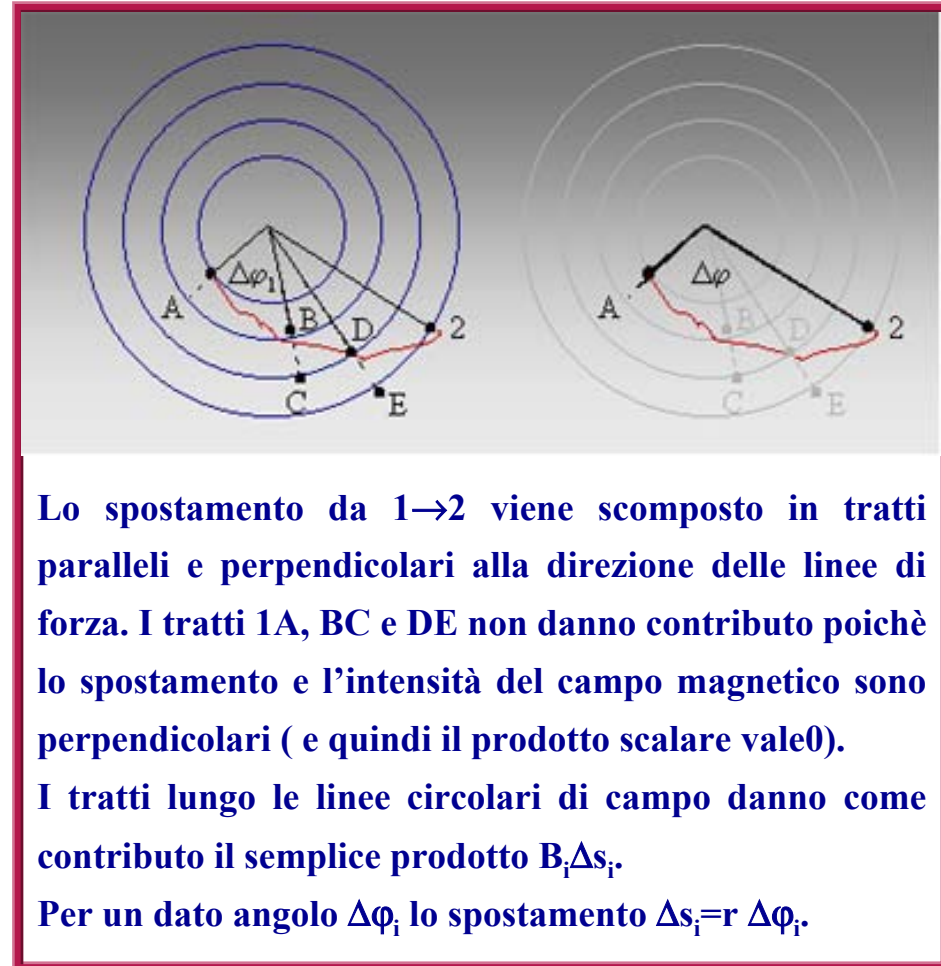 Δφ₁
A
B
D
2
C
E
Δφ
A
B
D
2
C
E
Lo spostamento da 1→2 viene scomposto in tratti
paralleli e perpendicolari alla direzione delle linee di
forza. I tratti 1A, BC e DE non danno contributo poichè
lo spostamento e l'intensità del campo magnetico sono
perpendicolari ( e quindi il prodotto scalare vale0).
I tratti lungo le linee circolari di campo danno come
contributo il semplice prodotto BᵢΔsᵢ.
Per un dato angolo Δφᵢ lo spostamento Δsᵢ=r Δφᵢ.